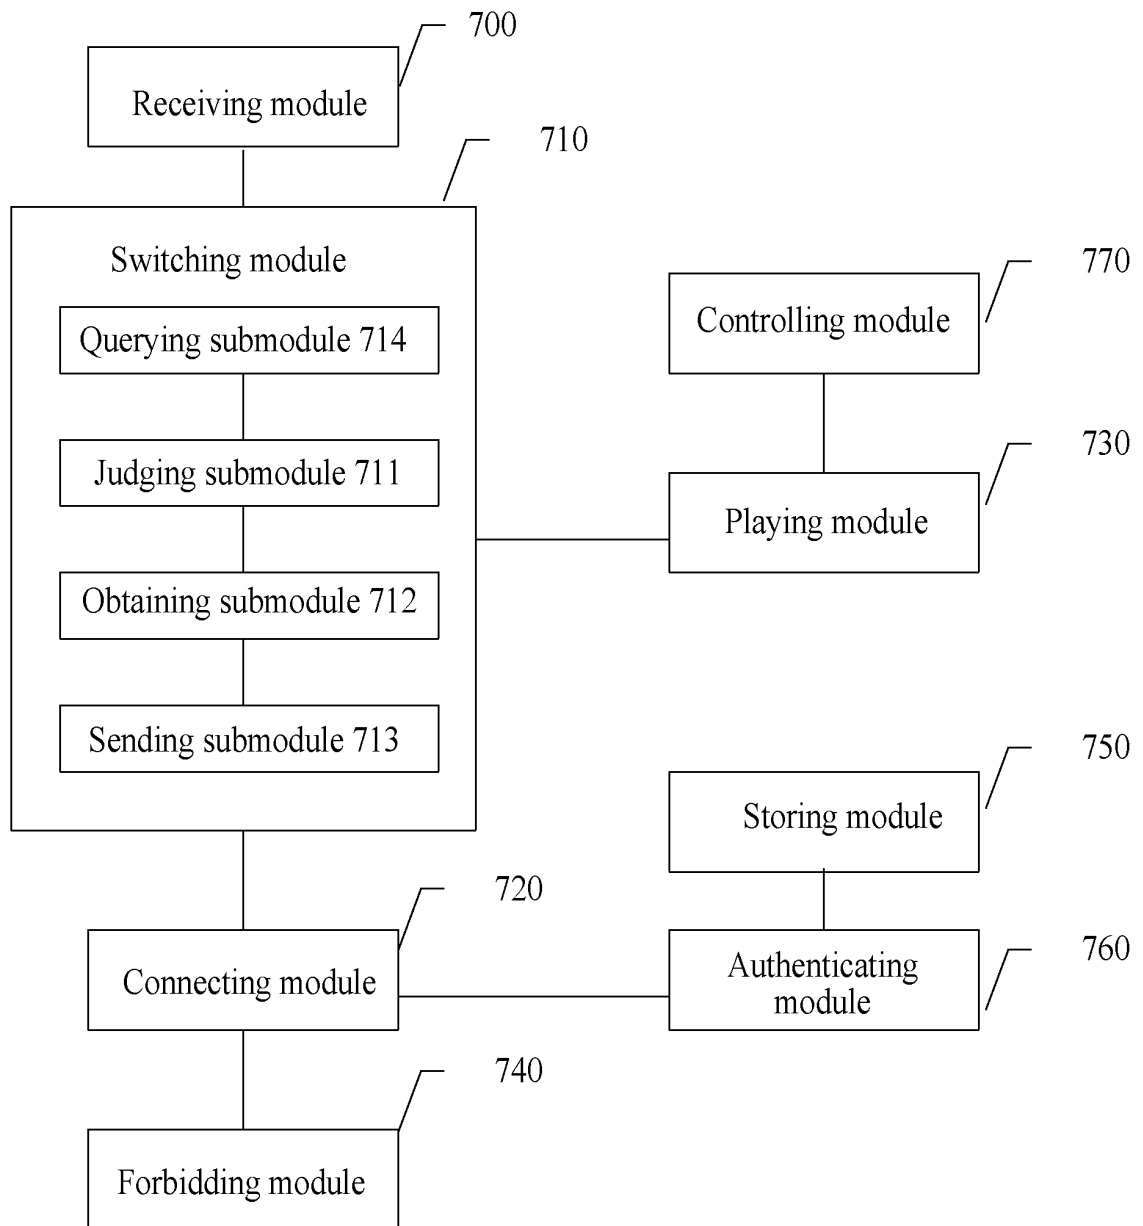 700
Receiving module
710
Switching module
Querying submodule 714
Judging submodule 711
Obtaining submodule 712
Sending submodule 713
770
Controlling module
730
Playing module
750
Storing module
720
Connecting module
760
Authenticating
module
740
Forbidding module